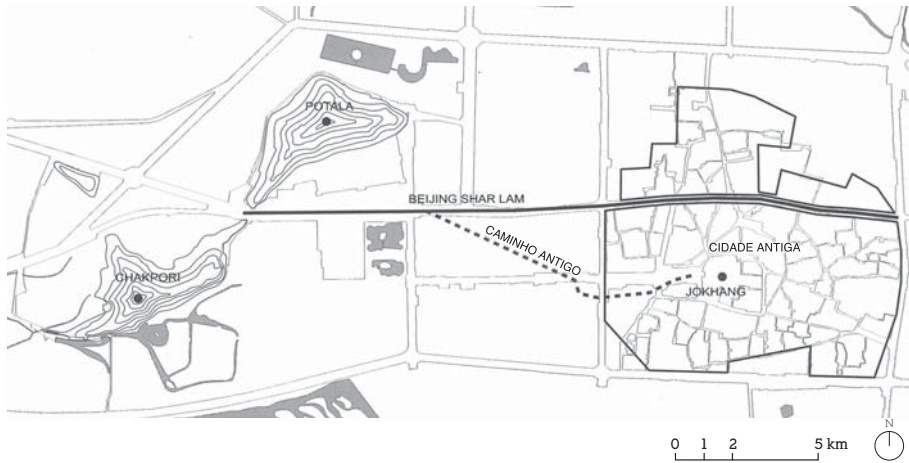 POTALA
BEIJING SHAR LAM
CAMINHO ANTIGO
CIDADE ANTIGA
CHAKPORI
JOKHANG
N
0 1 2 5 km